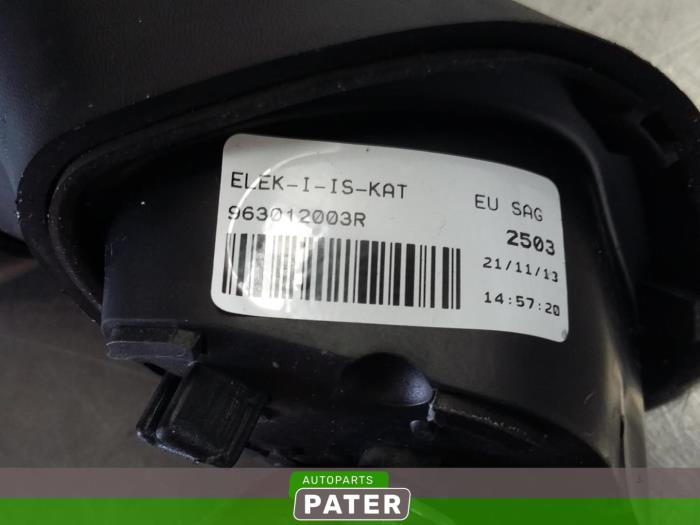 ELEK-I-IS-KAT
963012003R
EU SAG
2503
21/11/13
14:57:20
AUTOPARTS
PATER